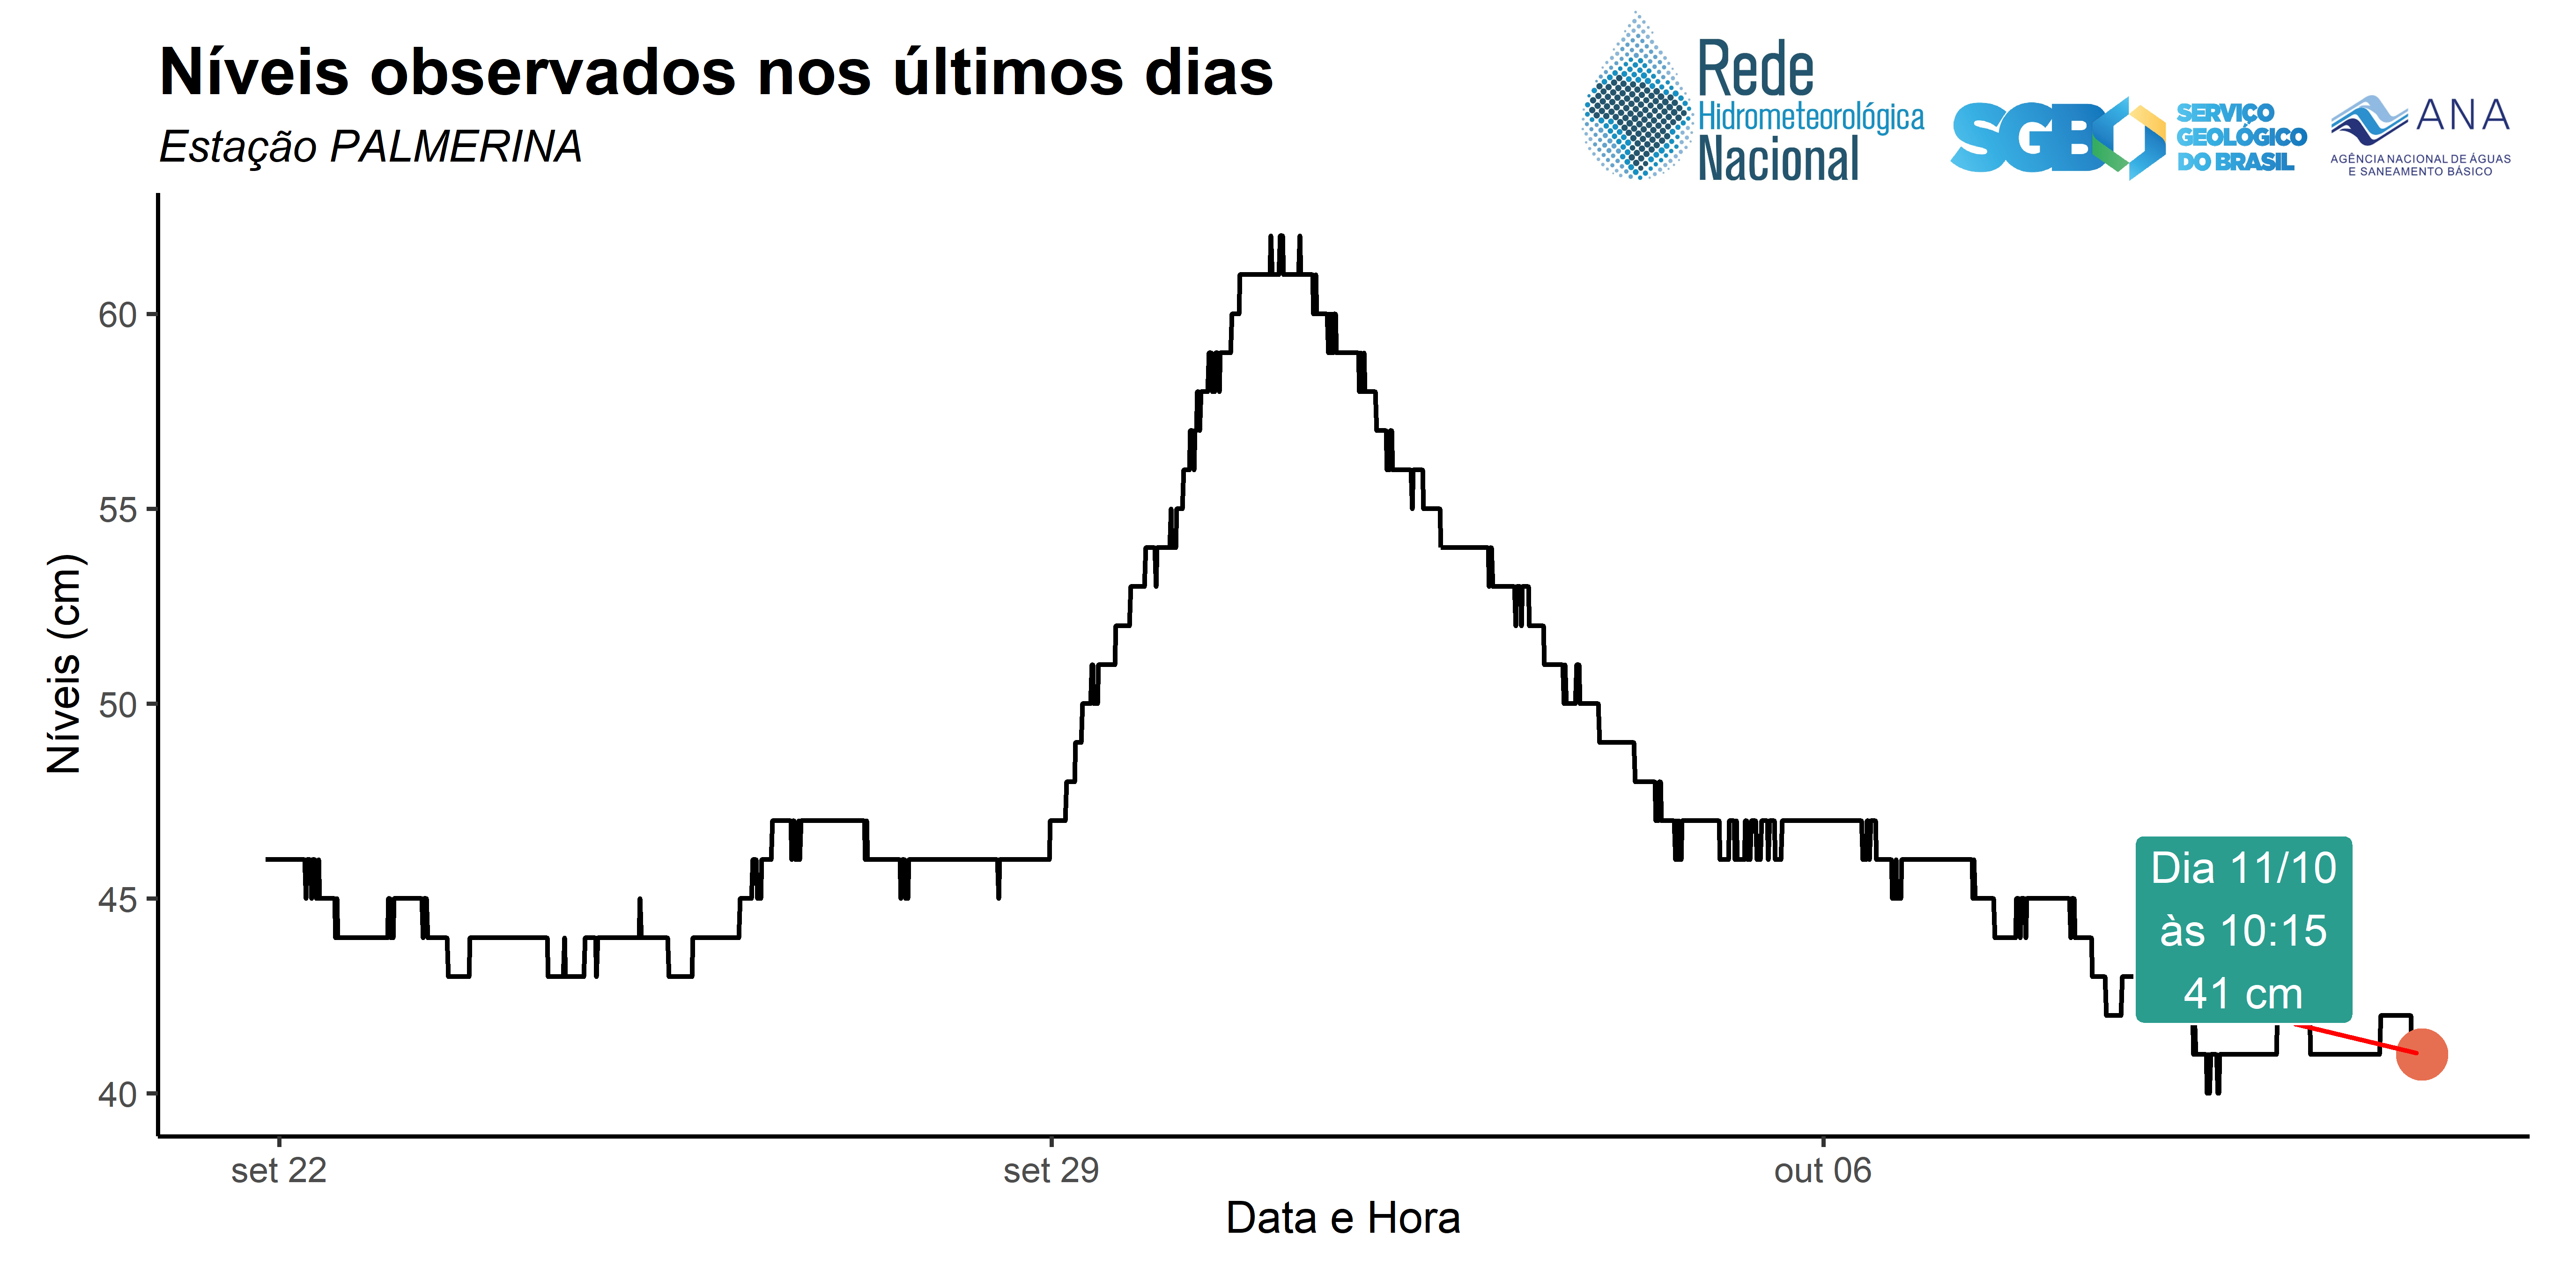 Níveis observados nos últimos dias
Estação PALMERINA
Rede
Hidrometeorológica
Nacional
SGB
SERVIÇO
GEOLÓGICO
DO BRASIL
ANA
AGÊNCIA NACIONAL DE ÁGUAS
E SANEAMENTO BÁSICO
Níveis (cm)
60
55
50
45
40
Dia 11/10
às 10:15
41 cm
set 22
set 29
out 06
Data e Hora